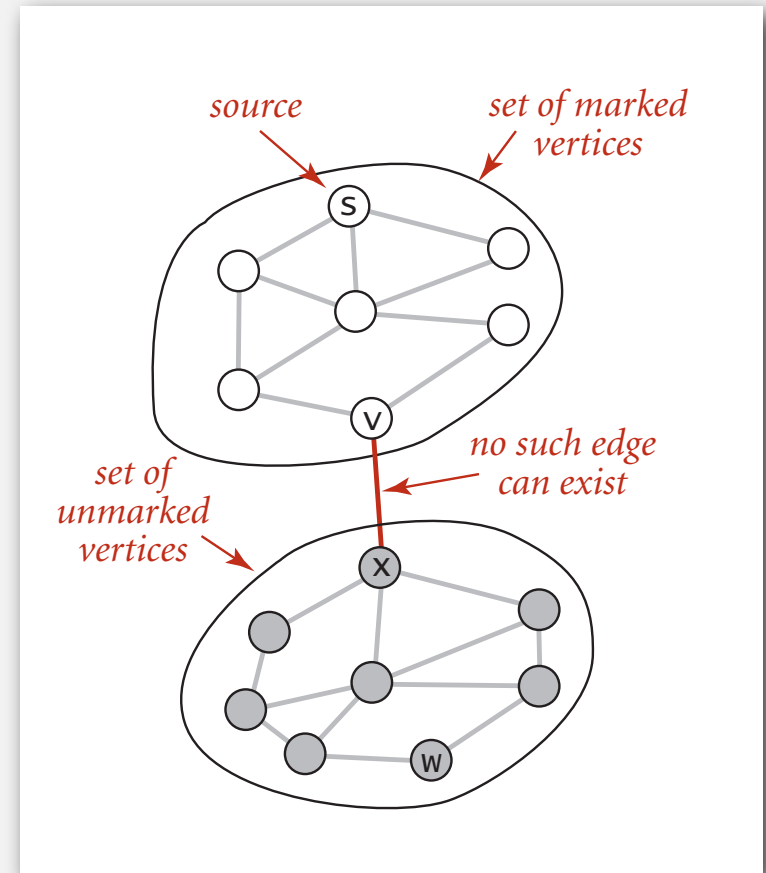 source
set of marked
vertices
S
v
no such edge
can exist
set of
unmarked
vertices
x
w